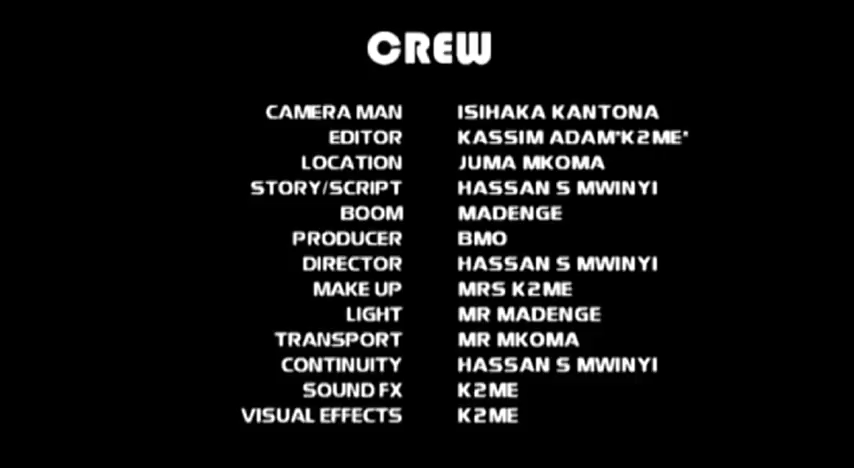 CREW
CAMERA MAN ISIHAKA KANTONA
EDITOR KASSIM ADAM"K2ME"
LOCATION JUMA MKOMA
STORY/SCRIPT HASSAN S MWINYI
BOOM MADENGE
PRODUCER BMO
DIRECTOR HASSAN S MWINYI
MAKE UP MRS K2ME
LIGHT MR MADENGE
TRANSPORT MR MKOMA
CONTINUITY HASSAN S MWINYI
SOUND FX K2ME
VISUAL EFFECTS K2ME